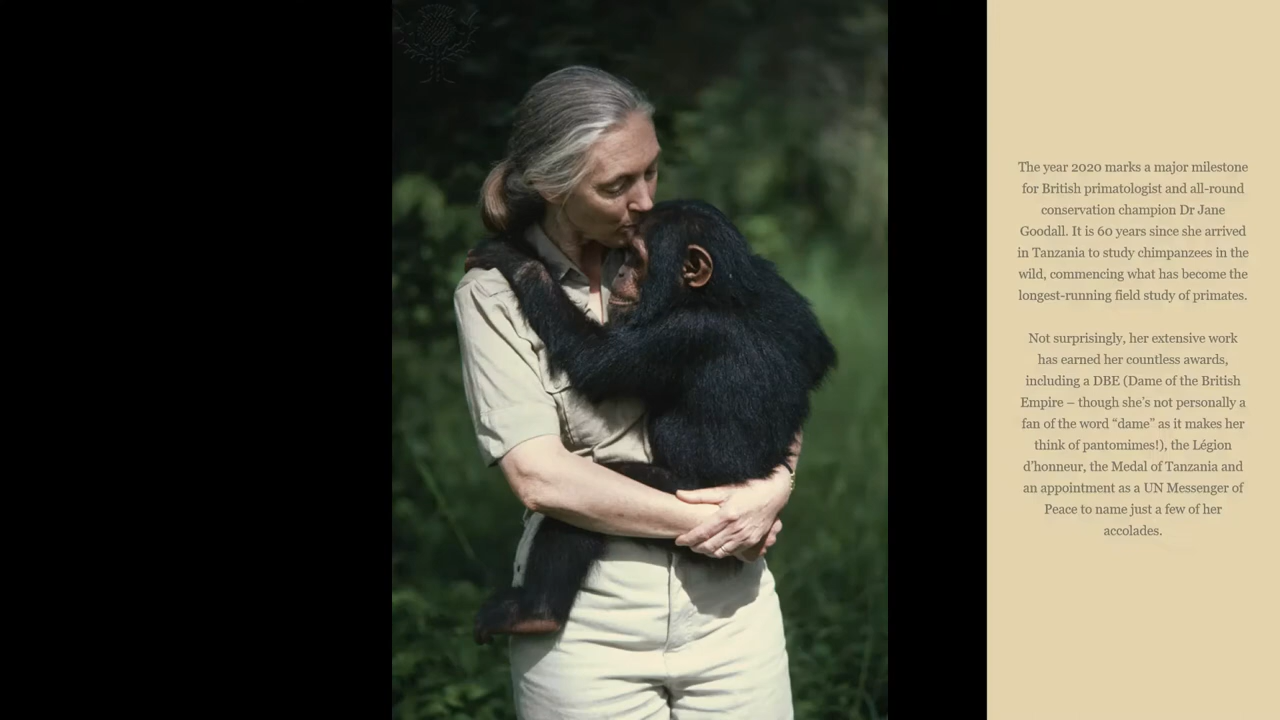 The year 2020 marks a major milestone
for British primatologist and all-round
conservation champion Dr Jane
Goodall. It is 60 years since she arrived
in Tanzania to study chimpanzees in the
wild, commencing what has become the
longest-running field study of primates.
Not surprisingly, her extensive work
has earned her countless awards,
including a DBE (Dame of the British
Empire – though she’s not personally a
fan of the word “dame” as it makes her
think of pantomimes!), the Légion
d’honneur, the Medal of Tanzania and
an appointment as a UN Messenger of
Peace to name just a few of her
accolades.